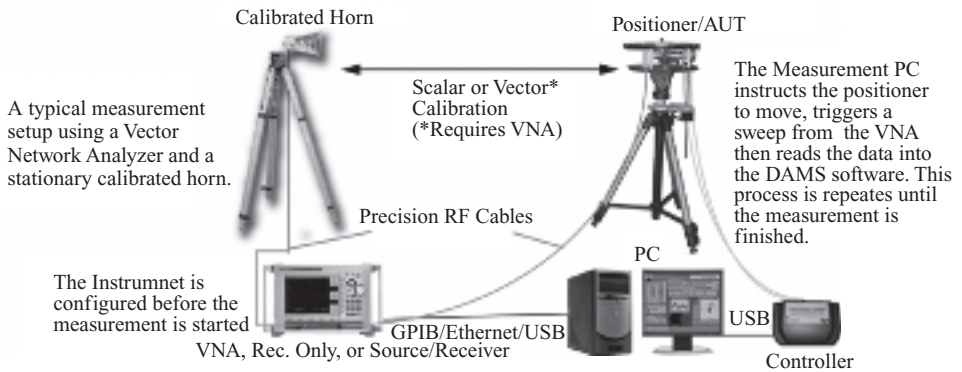 Calibrated Horn
Positioner/AUT
A typical measurement
setup using a Vector
Network Analyzer and a
stationary calibrated horn.
Scalar or Vector*
Calibration
(*Requires VNA)
The Measurement PC
instructs the positioner
to move, triggers a
sweep from the VNA
then reads the data into
the DAMS software. This
process is repeates until
the measurement is
finished.
Precision RF Cables
PC
The Instrumnet is
configured before the
measurement is started
GPIB/Ethernet/USB
USB
VNA, Rec. Only, or Source/Receiver
Controller